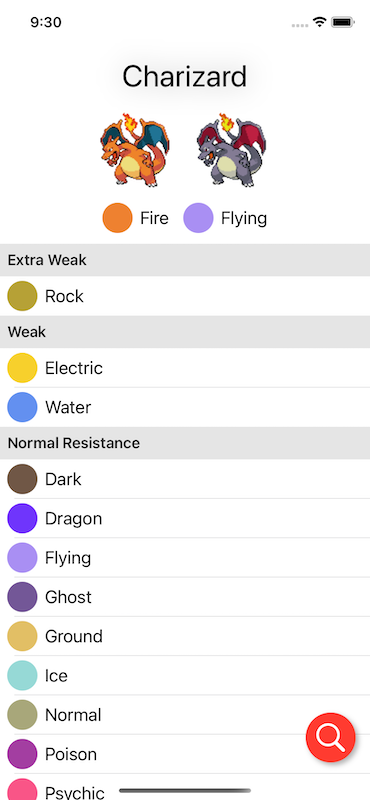 9:30
Charizard
Fire Flying
Extra Weak
Rock
Weak
Electric
Water
Normal Resistance
Dark
Dragon
Flying
Ghost
Ground
Ice
Normal
Poison
Psychic